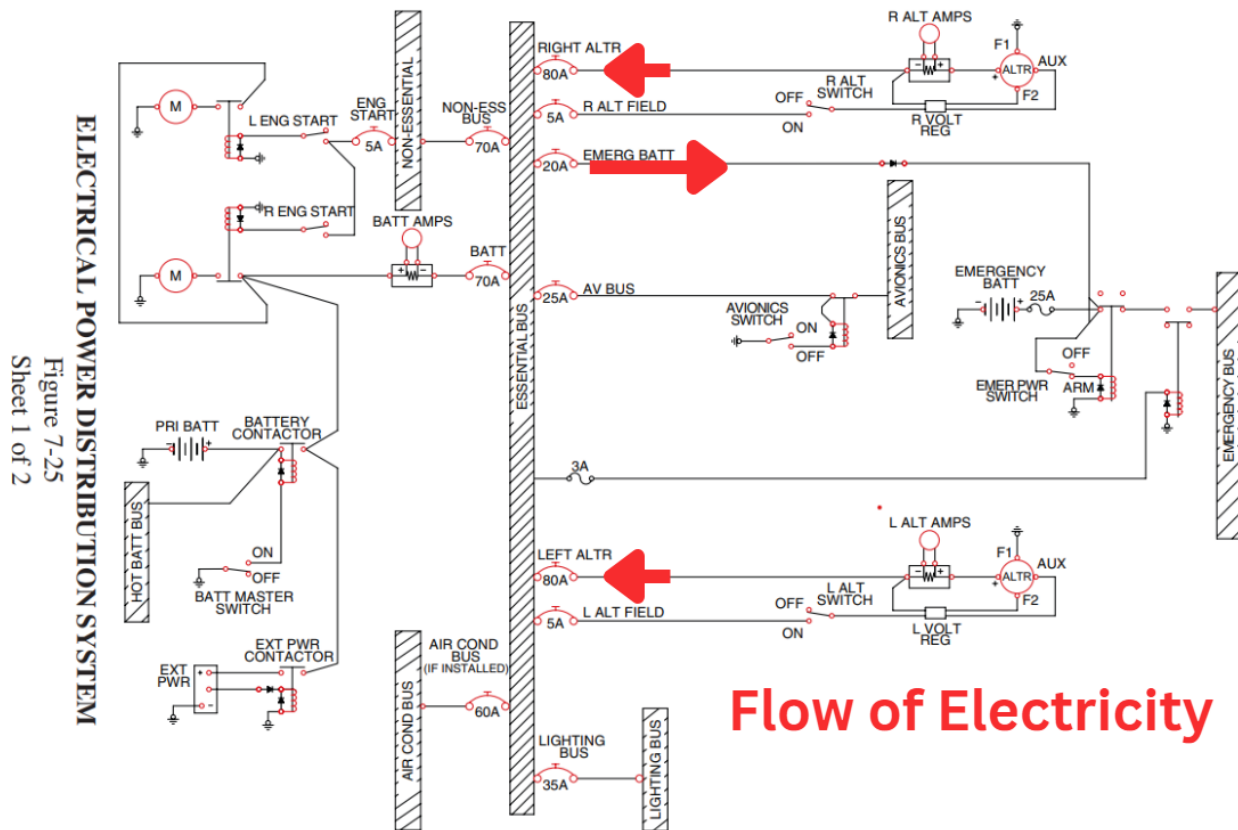 ELECTRICAL POWER DISTRIBUTION SYSTEM
Figure 7-25
Sheet 1 of 2
M
L ENG START
R ENG START
M
ENG
START
5A
NON-ESSENTIAL
NON-ESS
BUS
70A
BATT AMPS
+ -
BATT
70A
PRI BATT
- +
BATTERY
CONTACTOR
HOT BATT BUS
ON
OFF
BATT MASTER
SWITCH
EXT PWR
CONTACTOR
EXT
PWR
+
-
AIR COND
BUS
(IF INSTALLED)
60A
AIR COND BUS
ESSENTIAL BUS
RIGHT ALTR
80A
R ALT FIELD
5A
R ALT AMPS
- +
R ALT
SWITCH
OFF
ON
R VOLT
REG
F1
AUX
+
ALTR
F2
EMERG BATT
20A
AV BUS
25A
AVIONICS
SWITCH
ON
OFF
AVIONICS BUS
EMERGENCY
BATT
- +
25A
OFF
EMER PWR
SWITCH
ARM
EMERGENCY BUS
3A
LEFT ALTR
80A
L ALT FIELD
5A
L ALT AMPS
- +
L ALT
SWITCH
OFF
ON
L VOLT
REG
F1
AUX
+
ALTR
F2
LIGHTING
BUS
35A
LIGHTING BUS
Flow of Electricity